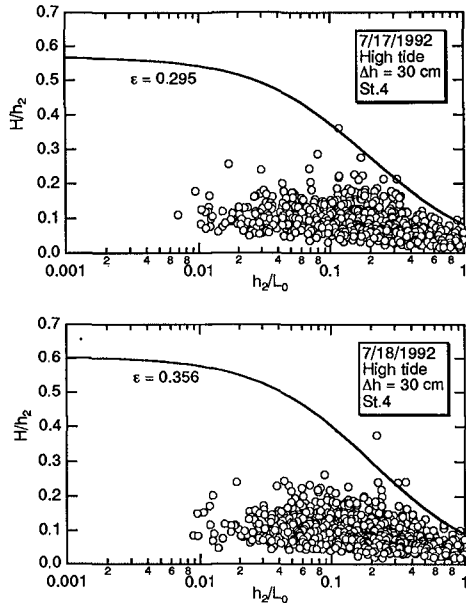 0.7
0.6
0.5
0.4
0.3
0.2
0.1
0.0
H/h₂
ε = 0.295
7/17/1992
High tide
Δh = 30 cm
St.4
0.001 2 4 6 8 0.01 2 4 6 8 0.1 2 4 6 8 1
h₂/L₀
0.7
0.6
0.5
0.4
0.3
0.2
0.1
0.0
H/h₂
ε = 0.356
7/18/1992
High tide
Δh = 30 cm
St.4
0.001 2 4 6 8 0.01 2 4 6 8 0.1 2 4 6 8 1
h₂/L₀